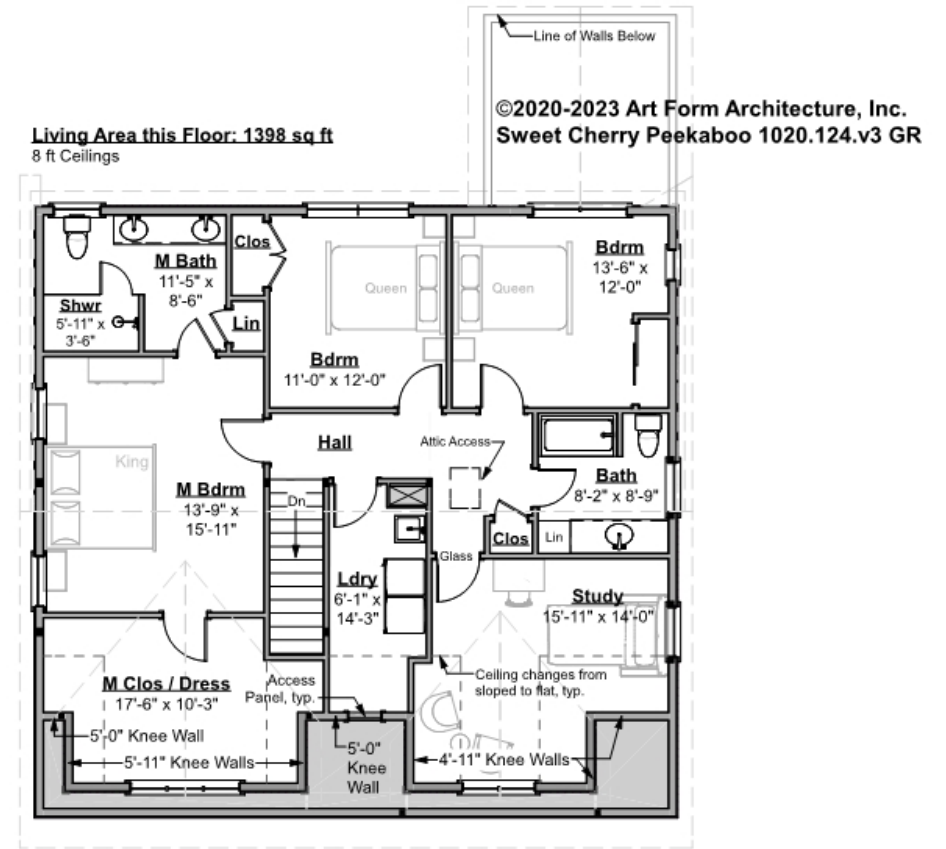 Line of Walls Below
©2020-2023 Art Form Architecture, Inc.
Sweet Cherry Peekaboo 1020.124.v3 GR
Living Area this Floor: 1398 sq ft
8 ft Ceilings
Clos
M Bath
11'-5" x
8'-6"
Shwr
5'-11" x
3'-6"
Lin
Queen
Bdrm
11'-0" x 12'-0"
Queen
Bdrm
13'-6" x
12'-0"
Hall
Attic Access
King
M Bdrm
13'-9" x
15'-11"
Dn
Bath
8'-2" x 8'-9"
Clos
Lin
Glass
Ldry
6'-1" x
14'-3"
Study
15'-11" x 14'-0"
M Clos / Dress
17'-6" x 10'-3"
Access
Panel, typ.
Ceiling changes from
sloped to flat, typ.
5'-0" Knee Wall
5'-11" Knee Walls
5'-0"
Knee
Wall
4'-11" Knee Walls